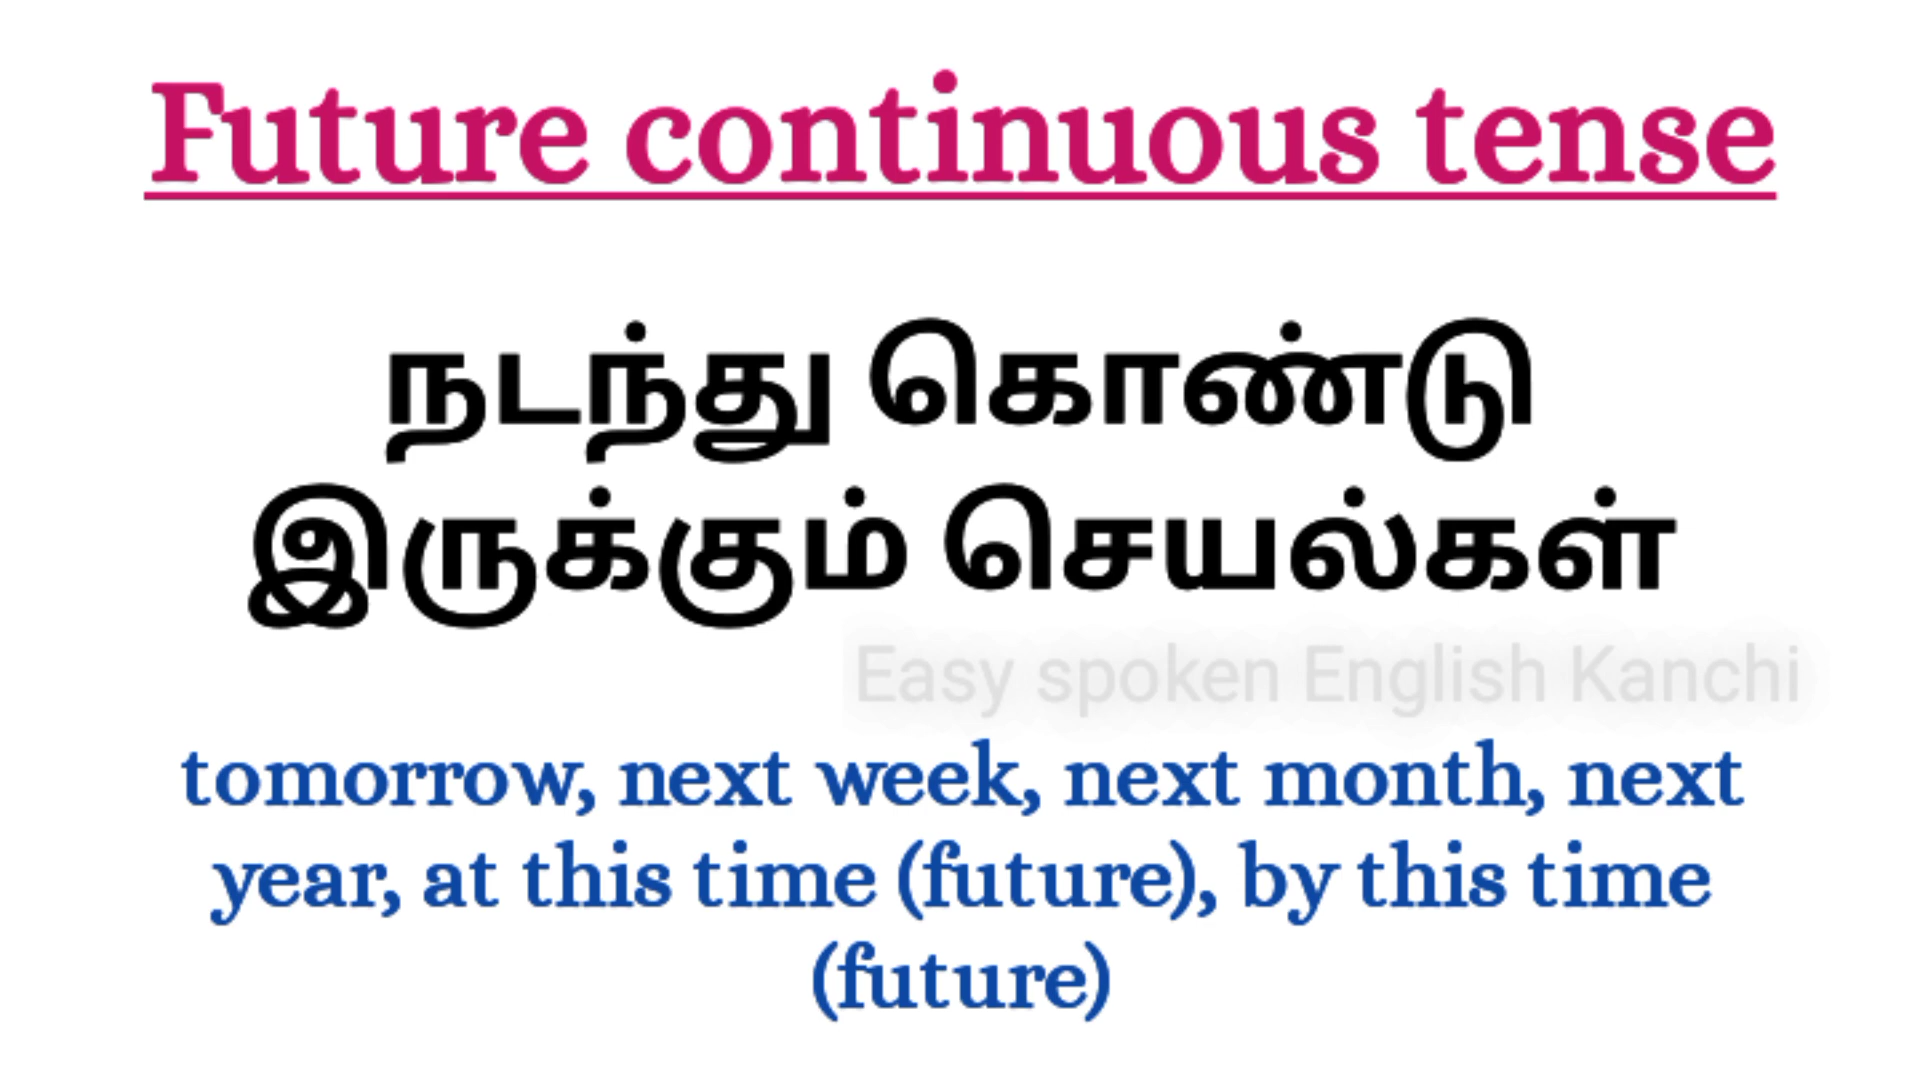 Future continuous tense
நடந்து கொண்டு
இருக்கும் செயல்கள்
Easy spoken English Kanchi
tomorrow, next week, next month, next
year, at this time (future), by this time
(future)